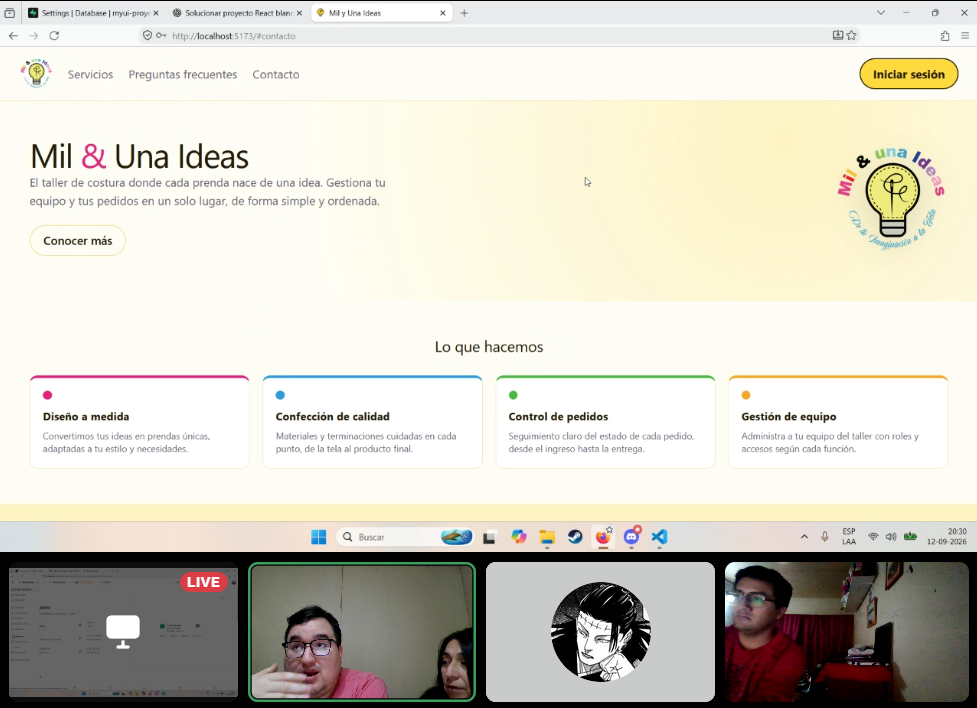 Settings | Database | myui-proye
Solucionar proyecto React blanc
Mil y Una Ideas
http://localhost:5173/#contacto
Mil & una Ideas
Servicios
Preguntas frecuentes
Contacto
Iniciar sesión
Mil & Una Ideas
El taller de costura donde cada prenda nace de una idea. Gestiona tu
equipo y tus pedidos en un solo lugar, de forma simple y ordenada.
Conocer más
Mil & una Ideas
De tu Imaginación a la Tela
Lo que hacemos
Diseño a medida
Convertimos tus ideas en prendas únicas,
adaptadas a tu estilo y necesidades.
Confección de calidad
Materiales y terminaciones cuidadas en cada
punto, de la tela al producto final.
Control de pedidos
Seguimiento claro del estado de cada pedido,
desde el ingreso hasta la entrega.
Gestión de equipo
Administra a tu equipo del taller con roles y
accesos según cada función.
Buscar
ESP
LAA
20:30
12-09-2026
LIVE